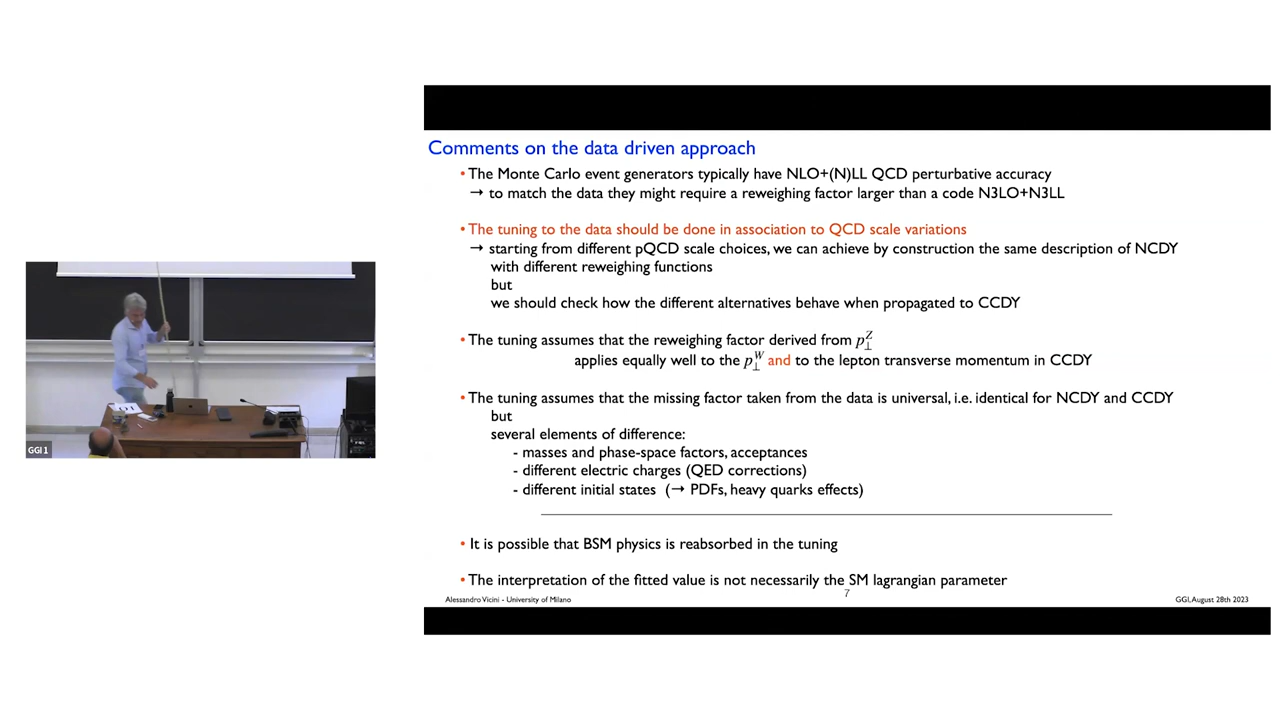 Comments on the data driven approach
• The Monte Carlo event generators typically have NLO+(N)LL QCD perturbative accuracy
→ to match the data they might require a reweighing factor larger than a code N3LO+N3LL
• The tuning to the data should be done in association to QCD scale variations
→ starting from different pQCD scale choices, we can achieve by construction the same description of NCDY
with different reweighing functions
but
we should check how the different alternatives behave when propagated to CCDY
• The tuning assumes that the reweighing factor derived from p⊥^Z
applies equally well to the p⊥^W and to the lepton transverse momentum in CCDY
• The tuning assumes that the missing factor taken from the data is universal, i.e. identical for NCDY and CCDY
but
several elements of difference:
- masses and phase-space factors, acceptances
- different electric charges (QED corrections)
- different initial states (→ PDFs, heavy quarks effects)
• It is possible that BSM physics is reabsorbed in the tuning
• The interpretation of the fitted value is not necessarily the SM lagrangian parameter
7
Alessandro Vicini - University of Milano
GGI, August 28th 2023
GGI 1